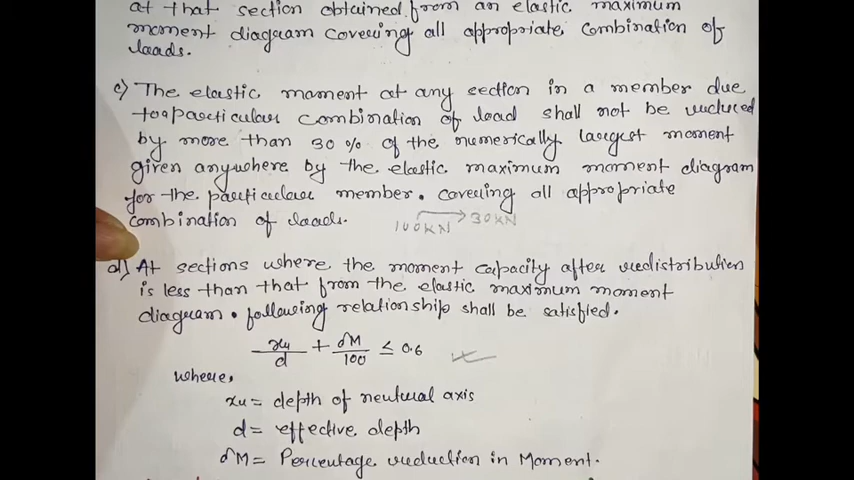 at that section obtained from an elastic maximum
moment diagram covering all appropriate combination of
loads.
c) The elastic moment at any section in a member due
to a particular combination of load shall not be reduced
by more than 30% of the numerically largest moment
given anywhere by the elastic maximum moment diagram
for the particular member. covering all appropriate
combination of loads.
100KN → 30KN
d) At sections where the moment capacity after redistribution
is less than that from the elastic maximum moment
diagram. following relationship shall be satisfied.
xu/d + δM/100 ≤ 0.6
where,
xu = depth of neutural axis
d = effective depth
δM = Percentage reduction in Moment.